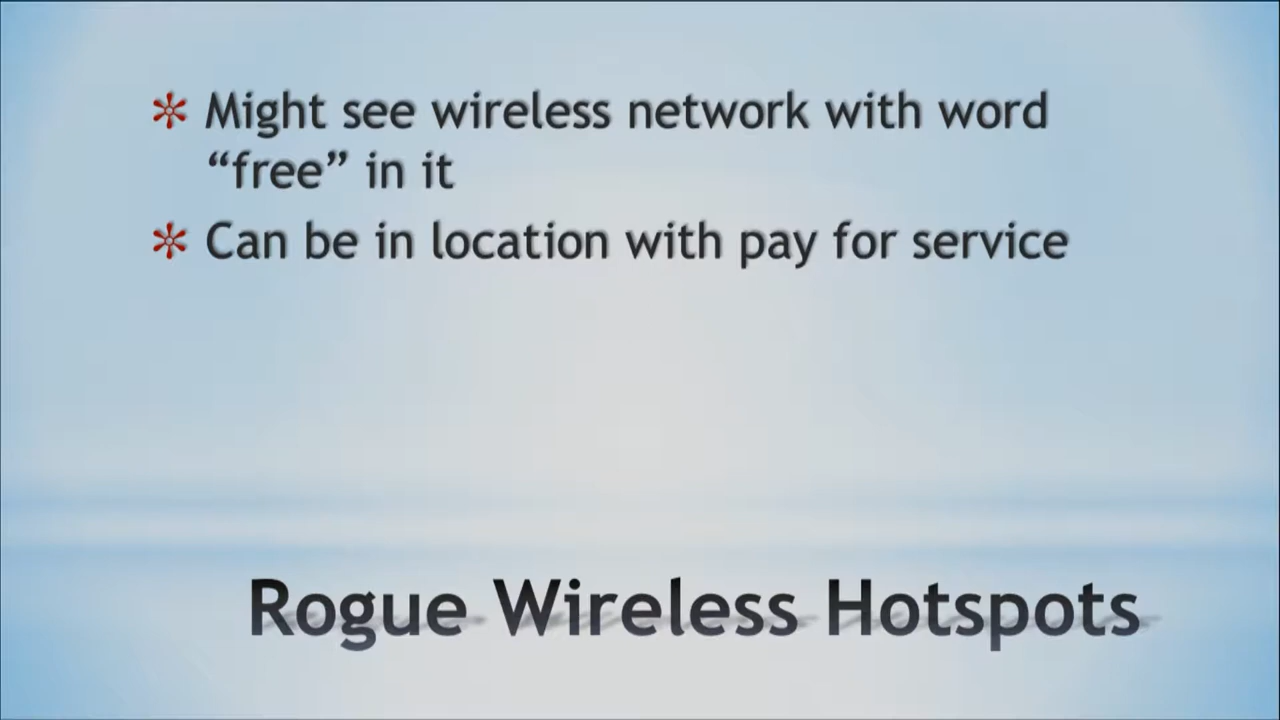 * Might see wireless network with word
“free” in it
* Can be in location with pay for service
Rogue Wireless Hotspots